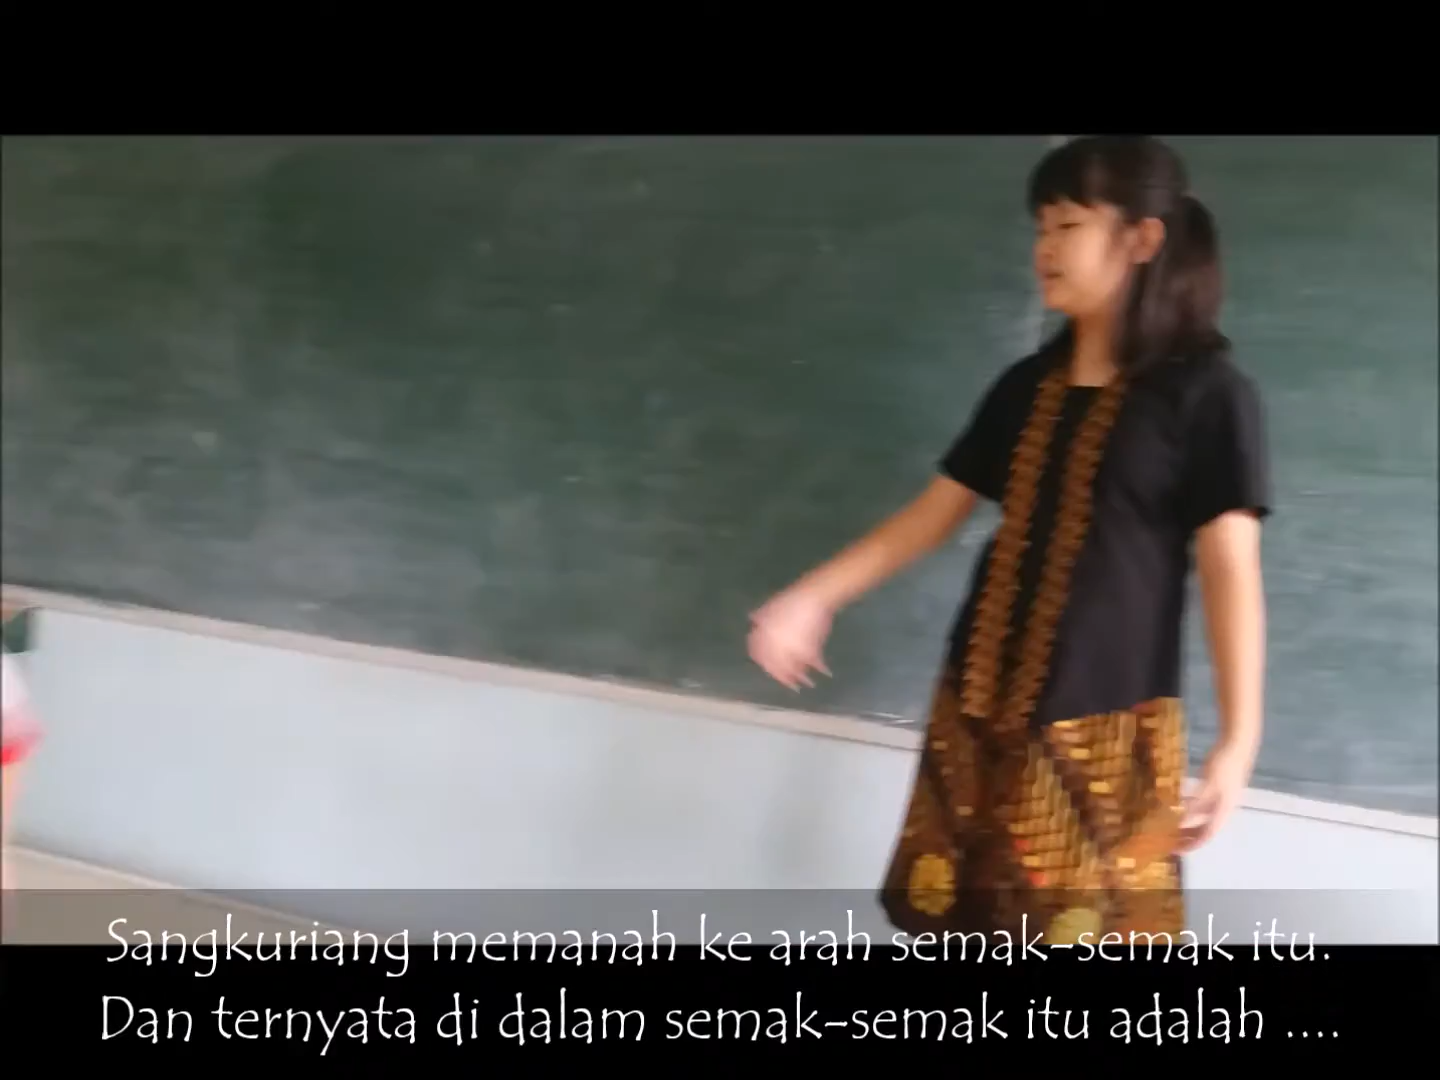 Sangkuriang memanah ke arah semak-semak itu.
Dan ternyata di dalam semak-semak itu adalah ....